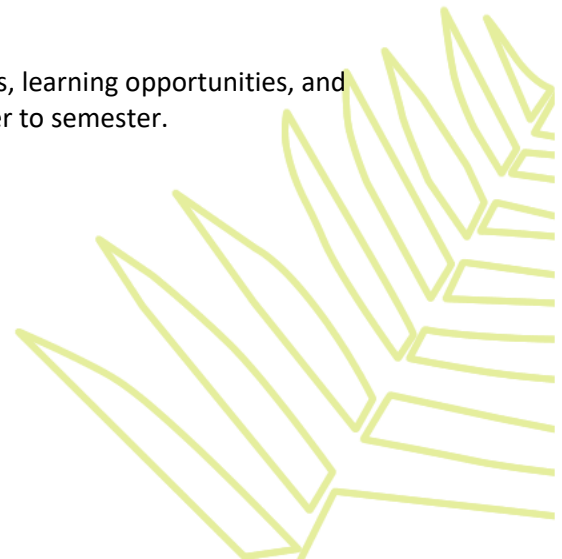 s, learning opportunities, and
er to semester.